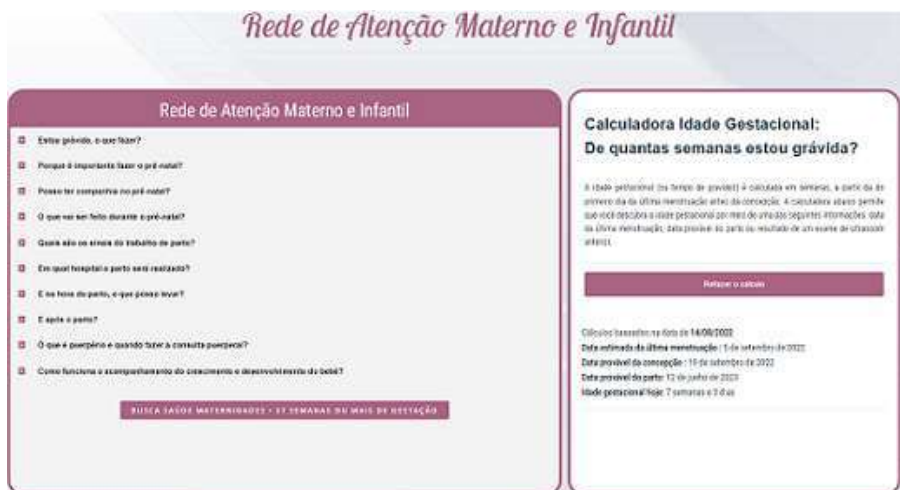 Rede de Atenção Materno e Infantil
Rede de Atenção Materno e Infantil
Estou grávida, o que fazer?
Porque é importante fazer o pré-natal?
Posso ter companhia no pré-natal?
O que vai ser feito durante o pré-natal?
Quais são os sinais do trabalho de parto?
Em qual hospital o parto será realizado?
E na hora do parto, o que posso levar?
E após o parto?
O que é puerpério e quando fazer a consulta puerperal?
Como funciona o acompanhamento do crescimento e desenvolvimento do bebê?
BUSCA SAÚDE MATERNIDADES • 37 SEMANAS OU MAIS DE GESTAÇÃO
Calculadora Idade Gestacional:
De quantas semanas estou grávida?
A idade gestacional (ou tempo de gravidez) é calculada em semanas, a partir da do
primeiro dia da última menstruação antes da concepção. A calculadora abaixo permite
que você descubra a idade gestacional por meio de uma das seguintes informações: data
da última menstruação, data provável do parto ou resultado de um exame de ultrassom
anterior.
Refazer o cálculo
Cálculos baseados na data de
Data estimada da última menstruação : 5 de setembro de 2022
Data provável da concepção : 19 de setembro de 2022
Data provável do parto: 12 de junho de 2023
Idade gestacional hoje: 7 semanas e 3 dias